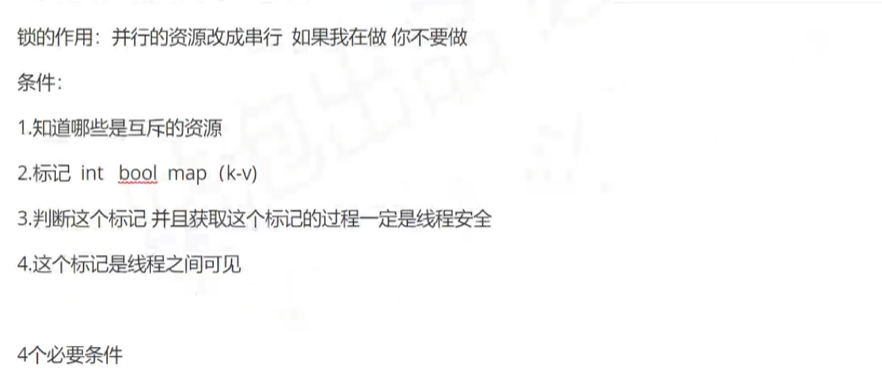 锁的作用：并行的资源改成串行 如果我在做 你不要做
条件：
1.知道哪些是互斥的资源
2.标记 int bool map（k-v)
3.判断这个标记 并且获取这个标记的过程一定是线程安全
4.这个标记是线程之间可见
4个必要条件